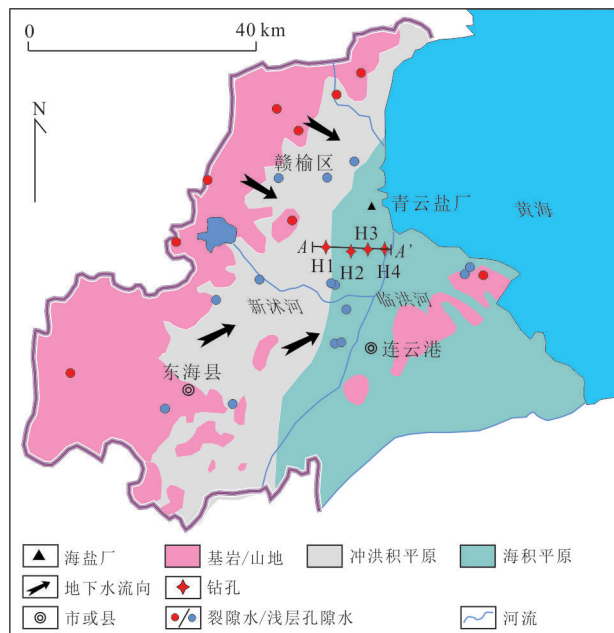 0 40 km
N
赣榆区
青云盐厂
黄海
A H3 A'
H1 H2 H4
新沭河 临洪河
连云港
东海县
海盐厂 基岩/山地 冲洪积平原 海积平原
地下水流向 钻孔
市或县 裂隙水/浅层孔隙水 河流